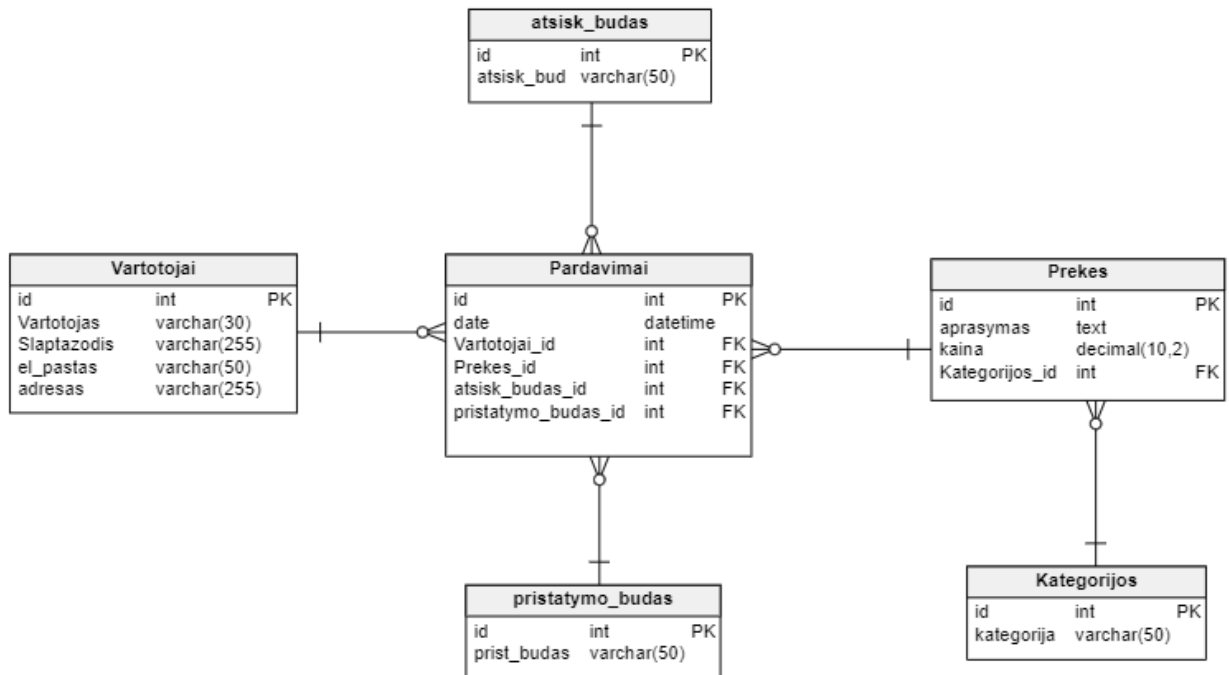 atsisk_budas
id int PK
atsisk_bud varchar(50)
Vartotojai
id int PK
Vartotojas varchar(30)
Slaptazodis varchar(255)
el_pastas varchar(50)
adresas varchar(255)
Pardavimai
id int PK
date datetime
Vartotojai_id int FK
Prekes_id int FK
atsisk_budas_id int FK
pristatymo_budas_id int FK
Prekes
id int PK
aprasymas text
kaina decimal(10,2)
Kategorijos_id int FK
pristatymo_budas
id int PK
prist_budas varchar(50)
Kategorijos
id int PK
kategorija varchar(50)